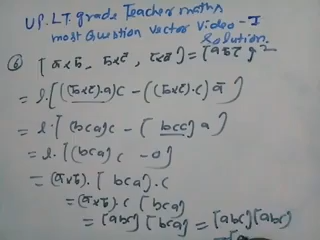 UP. LT. grade Teacher maths
most Question vector Video - I
Solution.
⑥ [ a̅×b̅, b̅×c̅, c̅×a̅ ] = [a̅ b̅ c̅]²
= l.[((b̅×c̅).a)c - ((b̅×c̅).c) a̅]
= l.[(bca)c - [bcc] a]
= l.[(bca) c - 0]
= (a̅×b̅). [bca].c
= (a̅×b̅).c [bca]
= [abc] [bca] = [abc][abc]